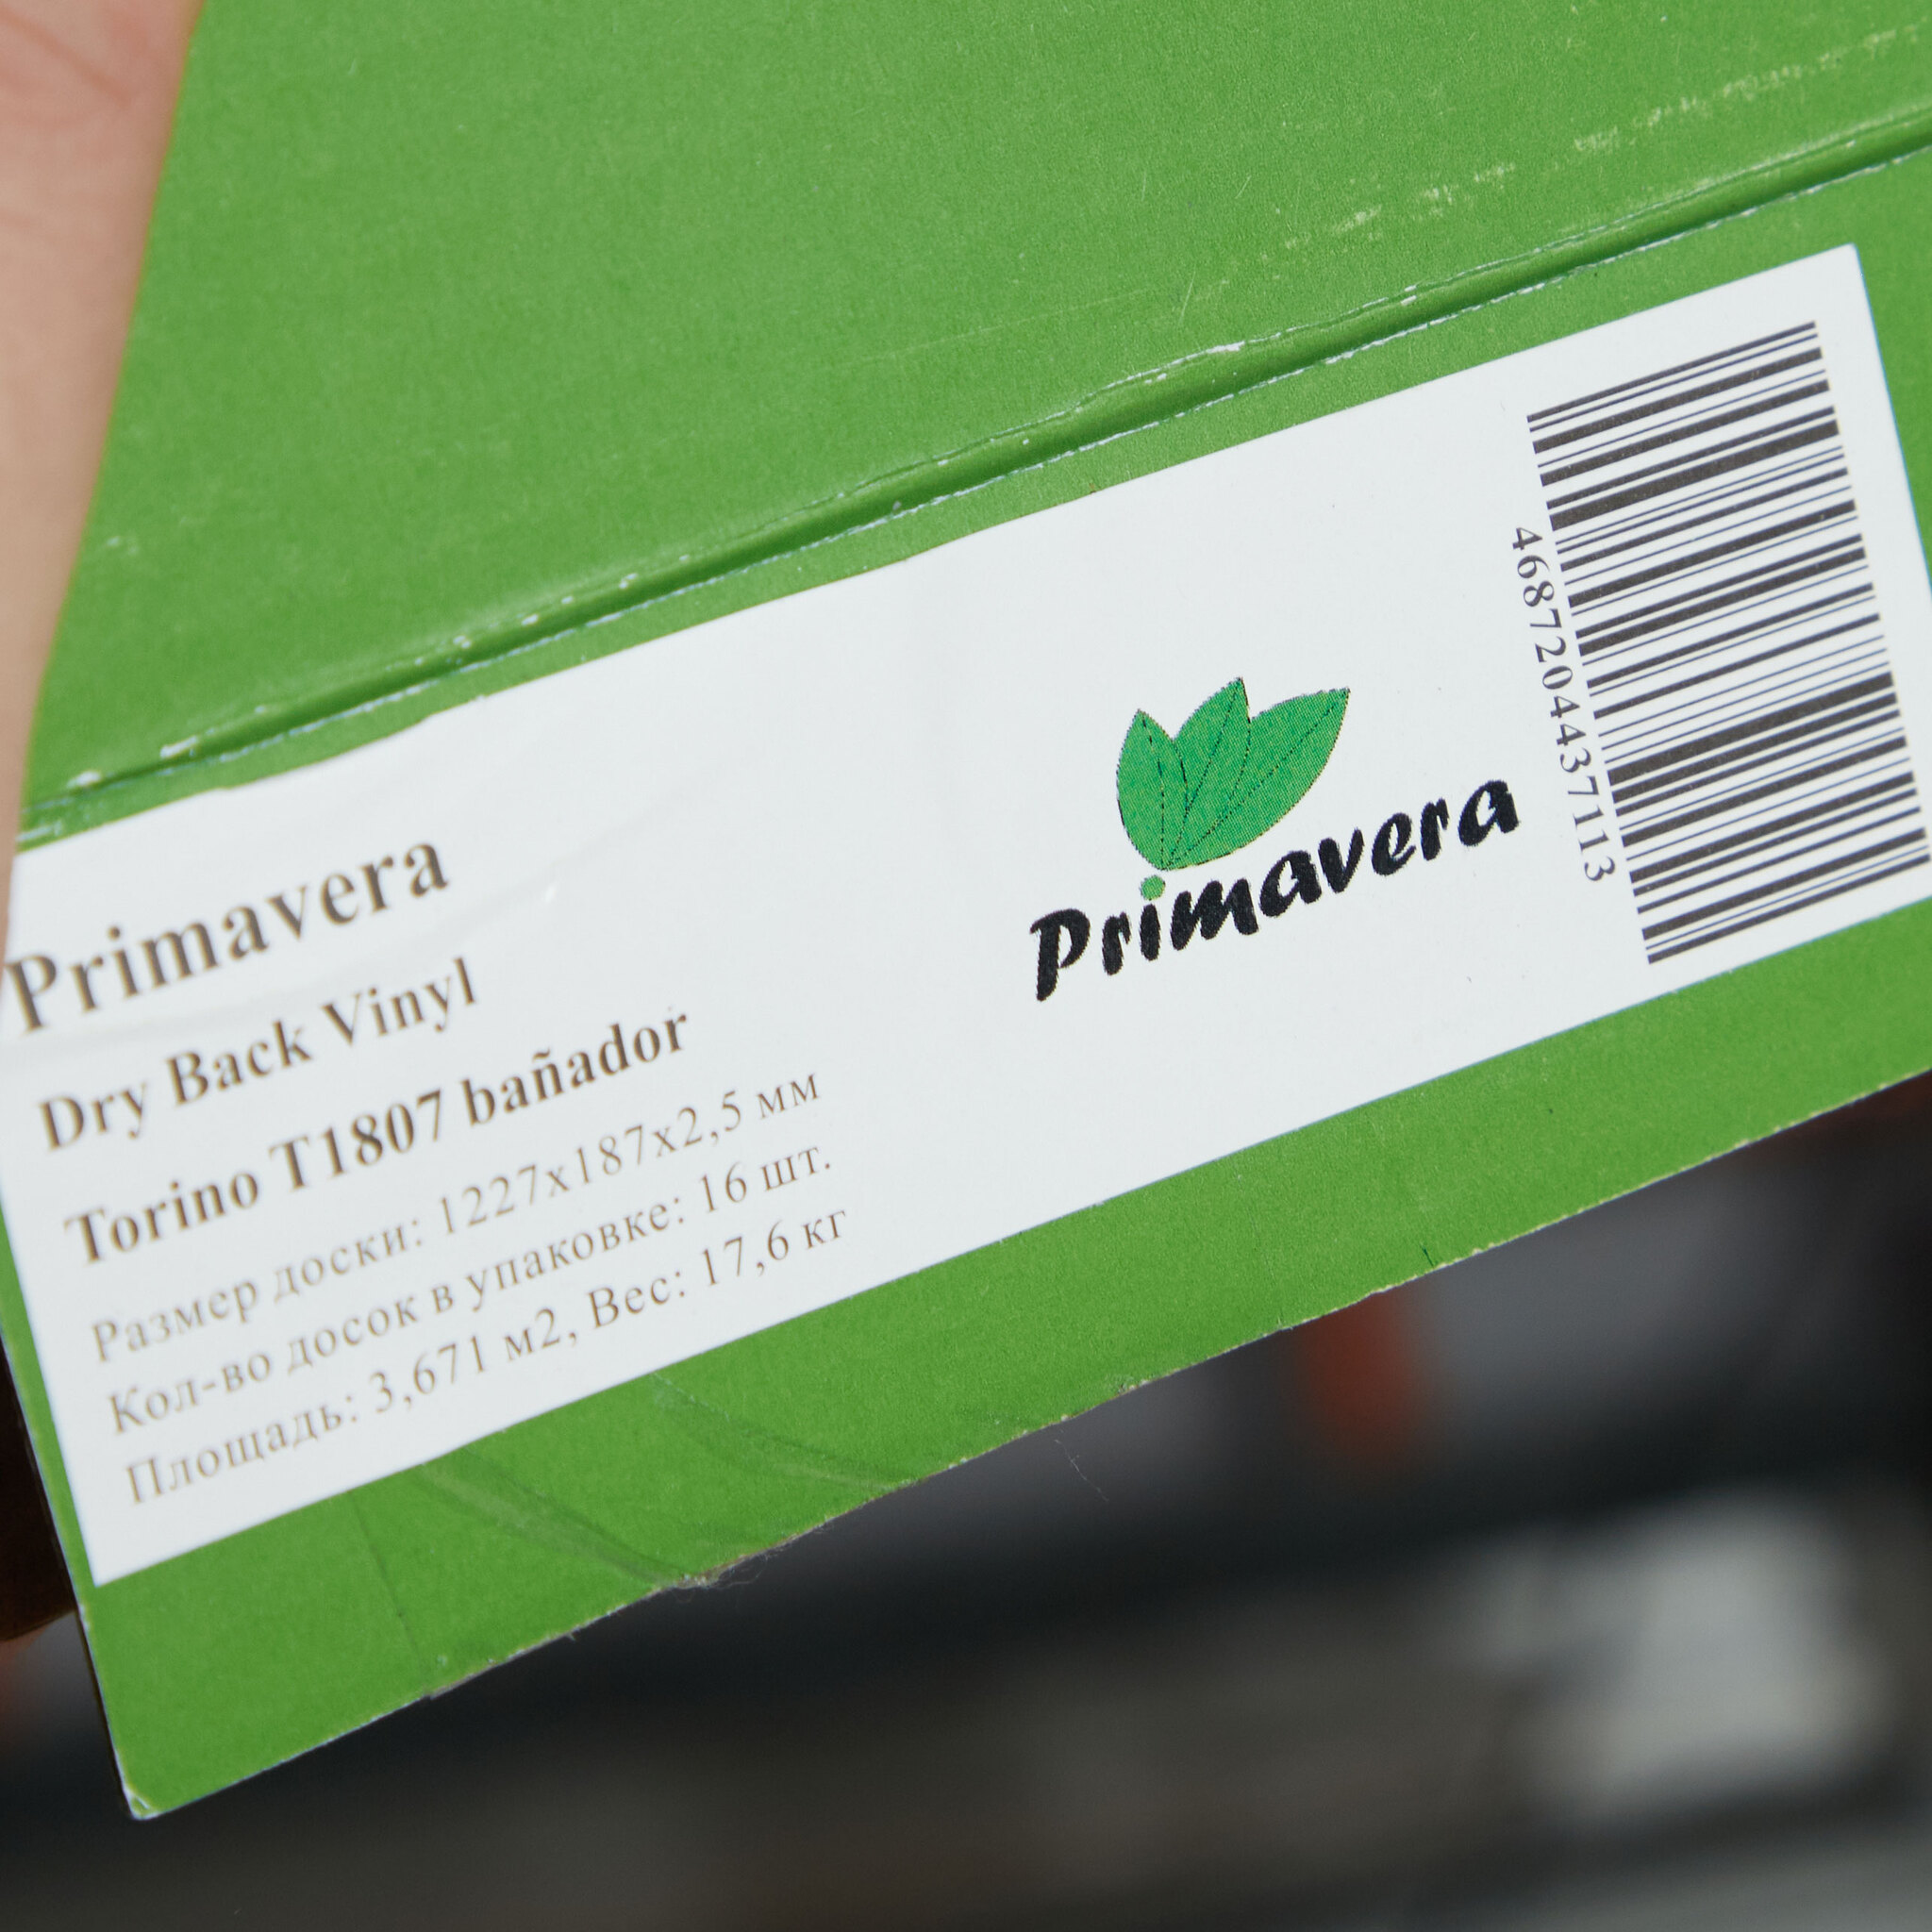 Primavera
Dry Back Vinyl
Torino T1807 bañador
Размер доски: 1227x187x2,5 мм
Кол-во досок в упаковке: 16 шт.
Площадь: 3,671 м2, Вес: 17,6 кг
Primavera
4687204437113